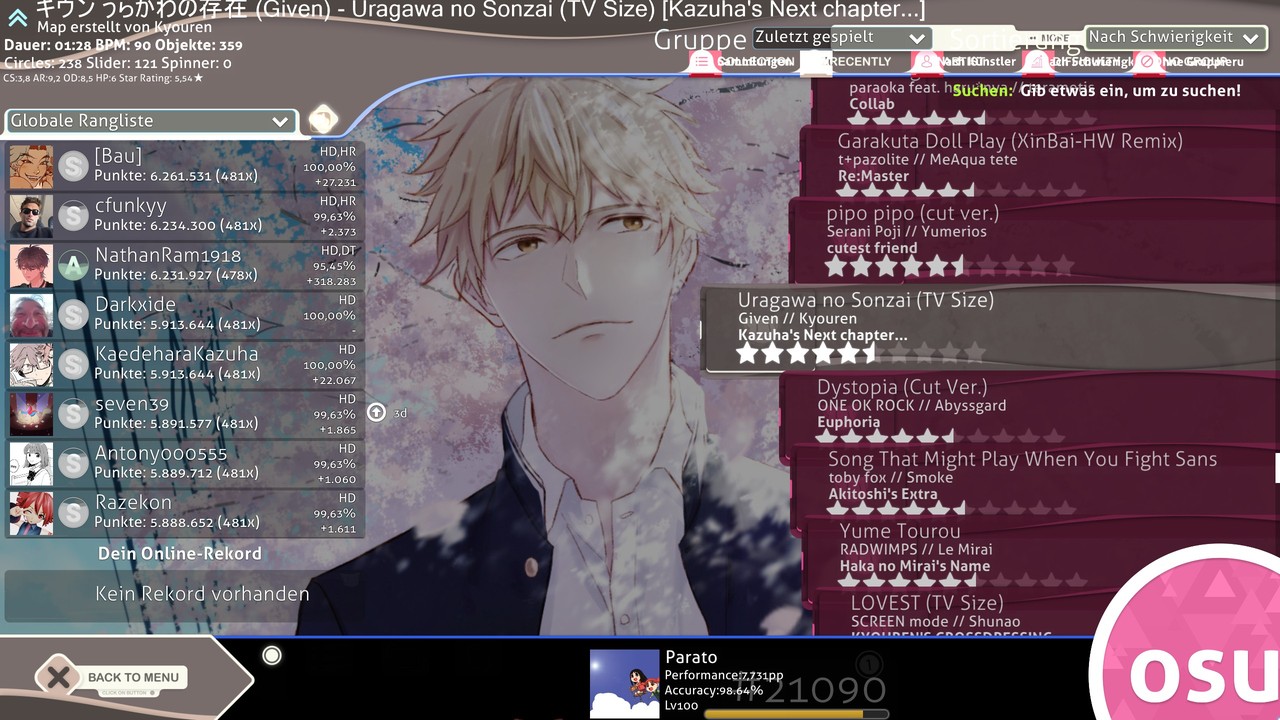 ギヴン うらがわの存在 (Given) - Uragawa no Sonzai (TV Size) [Kazuha's Next chapter...]
Map erstellt von Kyouren
Dauer: 01:28 BPM: 90 Objekte: 359
Circles: 238 Slider: 121 Spinner: 0
CS:3,8 AR:9,2 OD:8,5 HP:6 Star Rating: 5,54★
Gruppe Zuletzt gespielt
Sortierung Nach Schwierigkeit
COLLECTION
RECENTLY
Suchen: Gib etwas ein, um zu suchen!
Globale Rangliste
[Bau]
HD,HR
Punkte: 6.261.531 (481x)
100,00%
+27.231
cfunkyy
HD,HR
Punkte: 6.234.300 (481x)
99,63%
+2.373
NathanRam1918
HD,DT
Punkte: 6.231.927 (478x)
95,45%
+318.283
Darkxide
HD
Punkte: 5.913.644 (481x)
100,00%
-
KaedeharaKazuha
HD
Punkte: 5.913.644 (481x)
100,00%
+22.067
seven39
HD
Punkte: 5.891.577 (481x)
99,63%
+1.865
3d
Antony000555
HD
Punkte: 5.889.712 (481x)
99,63%
+1.060
Razekon
HD
Punkte: 5.888.652 (481x)
99,63%
+1.611
Dein Online-Rekord
Kein Rekord vorhanden
paraoka feat.
Collab
Garakuta Doll Play (XinBai-HW Remix)
t+pazolite // MeAqua tete
Re:Master
pipo pipo (cut ver.)
Serani Poji // Yumerios
cutest friend
Uragawa no Sonzai (TV Size)
Given // Kyouren
Kazuha's Next chapter...
Dystopia (Cut Ver.)
ONE OK ROCK // Abyssgard
Euphoria
Song That Might Play When You Fight Sans
toby fox // Smoke
Akitoshi's Extra
Yume Tourou
RADWIMPS // Le Mirai
Haka no Mirai's Name
LOVEST (TV Size)
SCREEN mode // Shunao
KYOUREN'S CROSSDRESSING
BACK TO MENU
CLICK ON BUTTON
Parato
Performance:7.731pp
Accuracy:98.64%
Lv100
#21090
OSU